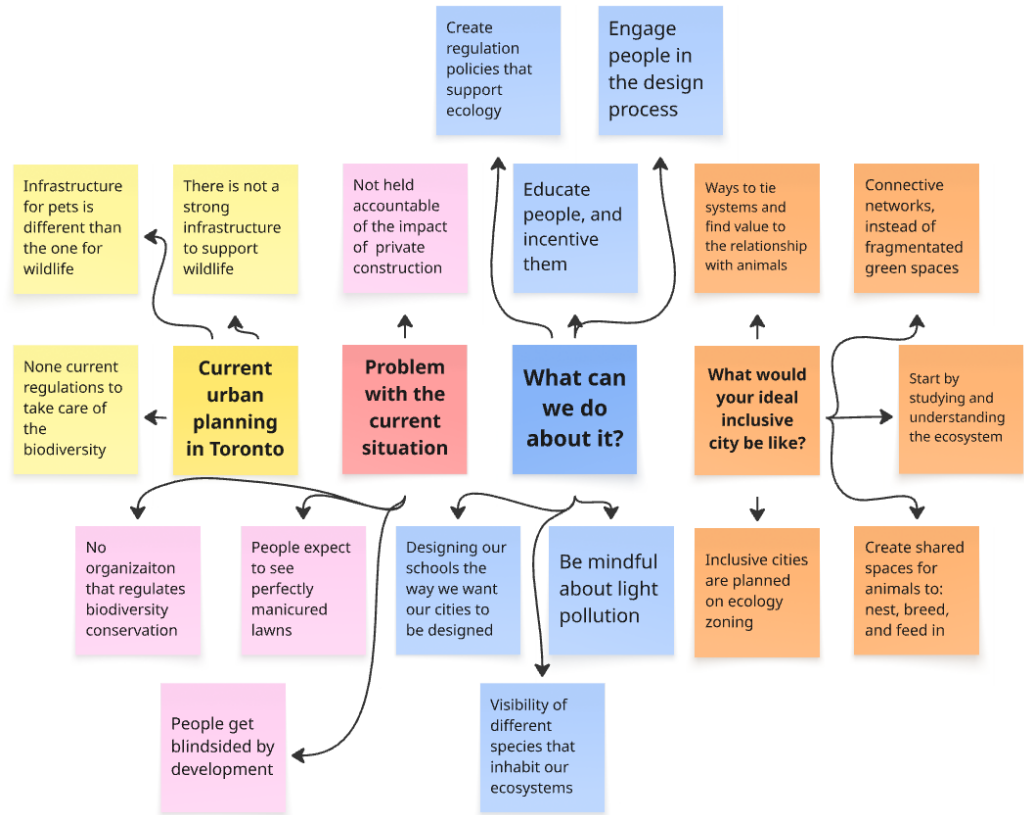 Create
regulation
policies that
support
ecology
Engage
people in
the design
process
Infrastructure
for pets is
different than
the one for
wildlife
There is not a
strong
infrastructure
to support
wildlife
Not held
accountable
of the impact
of private
construction
Educate
people, and
incentive
them
Ways to tie
systems and
find value to
the relationship
with animals
Connective
networks,
instead of
fragmentated
green spaces
None current
regulations to
take care of
the
biodiversity
Current
urban
planning
in Toronto
Problem
with the
current
situation
What can
we do
about it?
What would
your ideal
inclusive
city be like?
Start by
studying and
understanding
the ecosystem
No
organizaiton
that regulates
biodiversity
conservation
People expect
to see
perfectly
manicured
lawns
Designing our
schools the
way we want
our cities to
be designed
Be mindful
about light
pollution
Inclusive cities
are planned
on ecology
zoning
Create shared
spaces for
animals to:
nest, breed,
and feed in
People get
blindsided by
development
Visibility of
different
species that
inhabit our
ecosystems